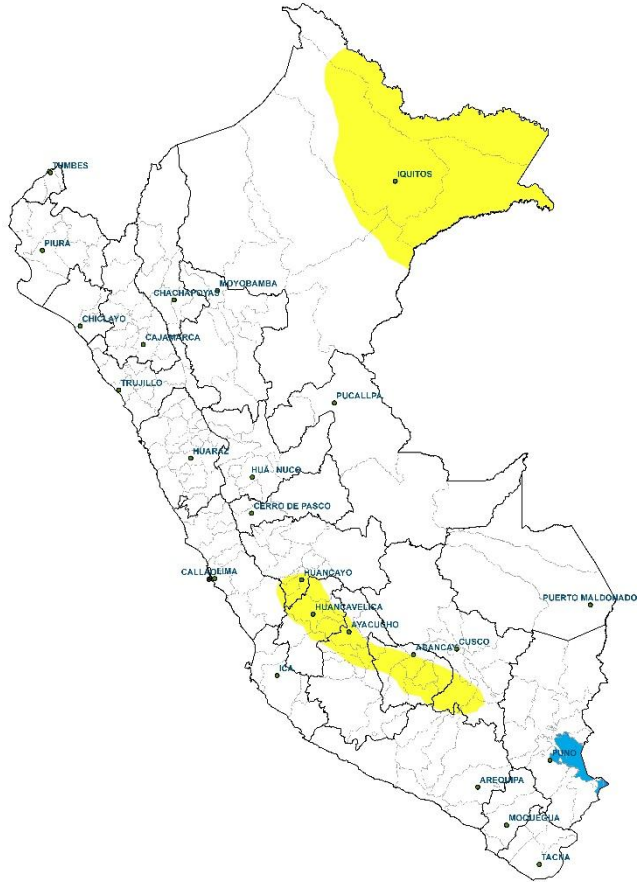 TUMBES
IQUITOS
PIURA
MOYOBAMBA
CHACHAPOYAS
CHICLAYO
CAJAMARCA
TRUJILLO
PUCALLPA
HUARAZ
HUÁ NUCO
CERRO DE PASCO
CALLAO
LIMA
HUANCAYO
PUERTO MALDONADO
HUANCAVELICA
AYACUCHO
ABANCAY
CUSCO
ICA
PUNO
AREQUIPA
MOQUEGUA
TACNA